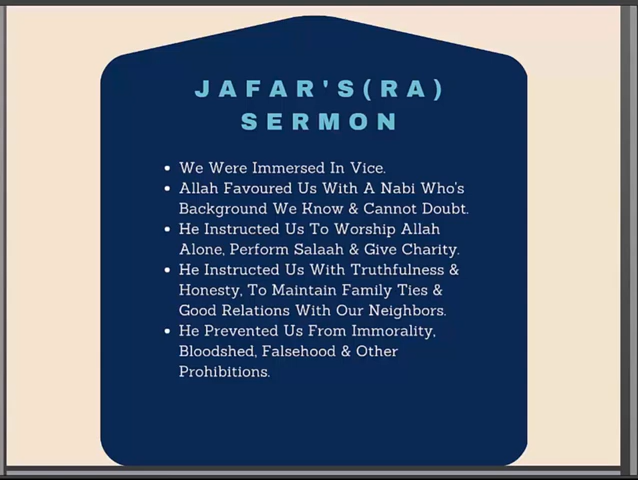 JAFAR'S(RA)
SERMON
• We Were Immersed In Vice.
• Allah Favoured Us With A Nabi Who's
Background We Know & Cannot Doubt.
• He Instructed Us To Worship Allah
Alone, Perform Salaah & Give Charity.
• He Instructed Us With Truthfulness &
Honesty, To Maintain Family Ties &
Good Relations With Our Neighbors.
• He Prevented Us From Immorality,
Bloodshed, Falsehood & Other
Prohibitions.